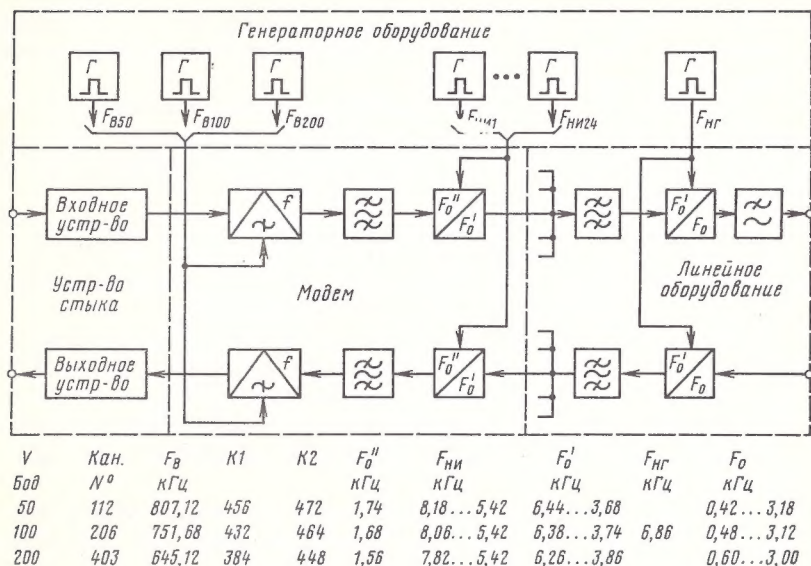 Генераторное оборудование
Г Г Г Г Г Г
F_B50 F_B100 F_B200 F_НИ1 F_НИ24 F_НГ
Входное устр-во
f
F_0'' F_0'
F_0' F_0
Устр-во стыка
Модем
Линейное оборудование
Выходное устр-во
f
F_0'' F_0'
F_0' F_0
V Кан. F_B К1 К2 F_0'' F_НИ F_0' F_НГ F_0
Бод № кГц кГц кГц кГц кГц кГц
50 112 807,12 456 472 1,74 8,18...5,42 6,44...3,68 0,42...3,18
100 206 751,68 432 464 1,68 8,06...5,42 6,38...3,74 6,86 0,48...3,12
200 403 645,12 384 448 1,56 7,82...5,42 6,26...3,86 0,60...3,00